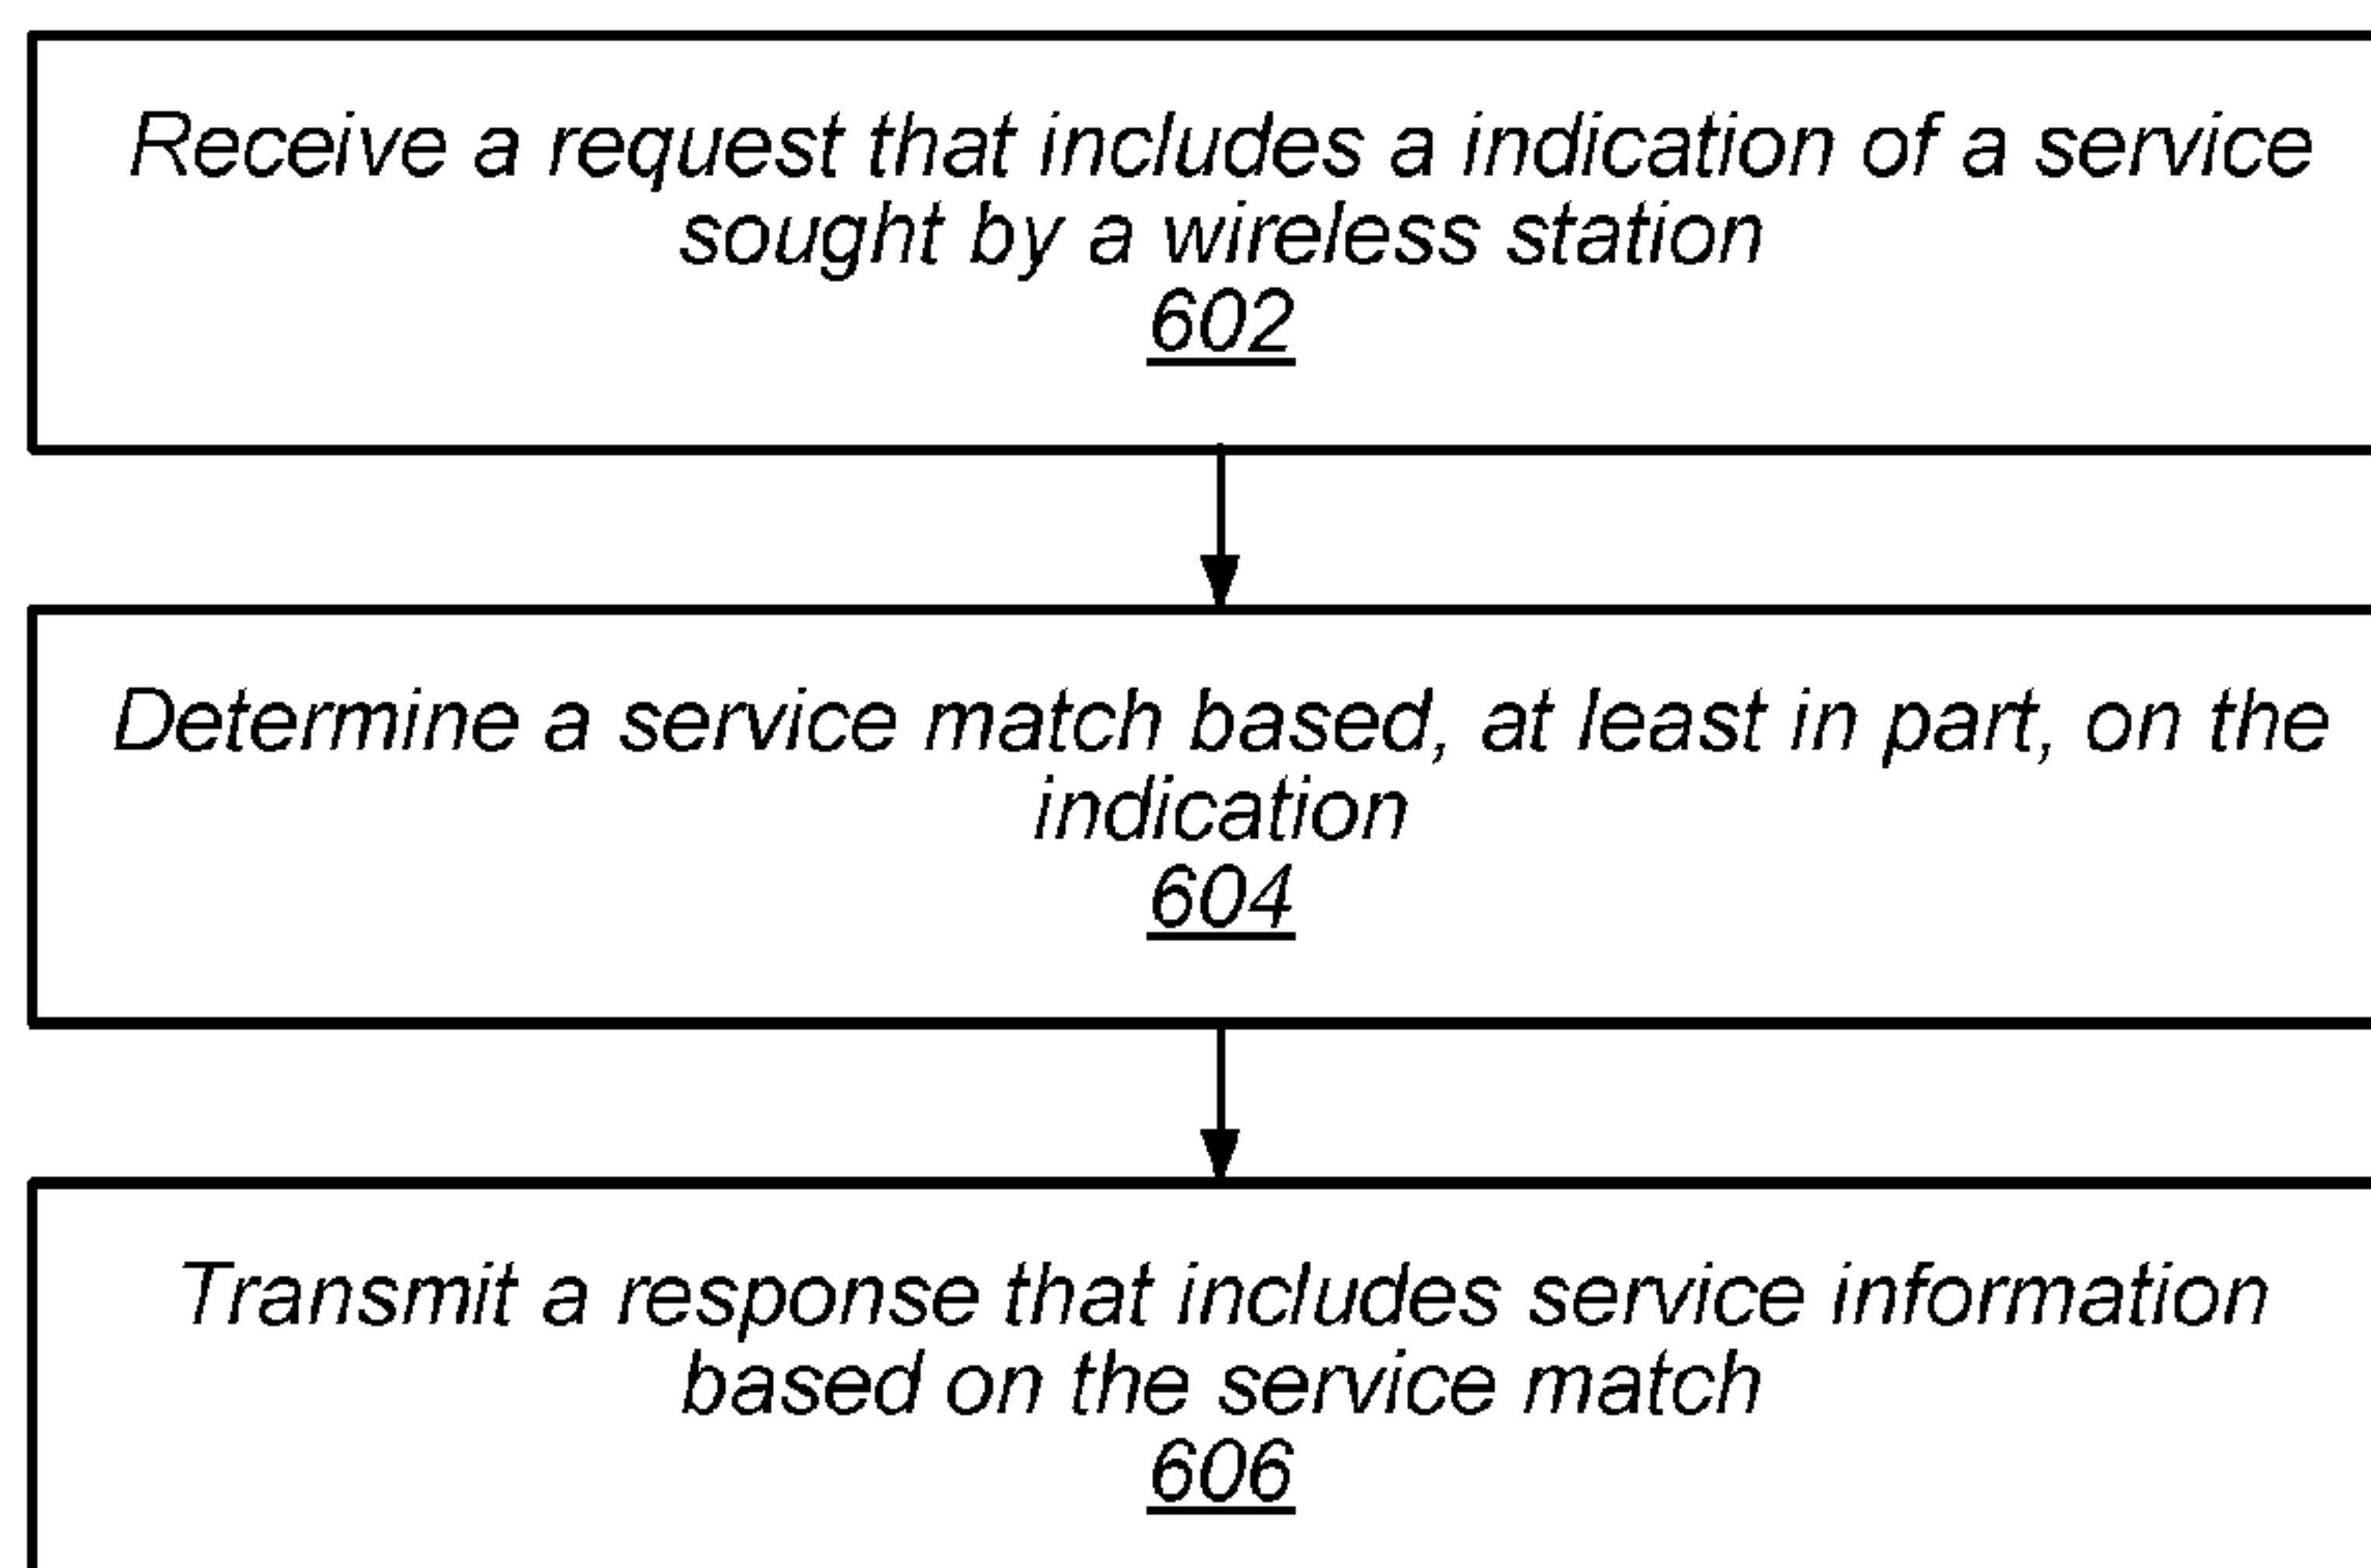 Receive a request that includes a indication of a service
sought by a wireless station
602
Determine a service match based, at least in part, on the
indication
604
Transmit a response that includes service information
based on the service match
606